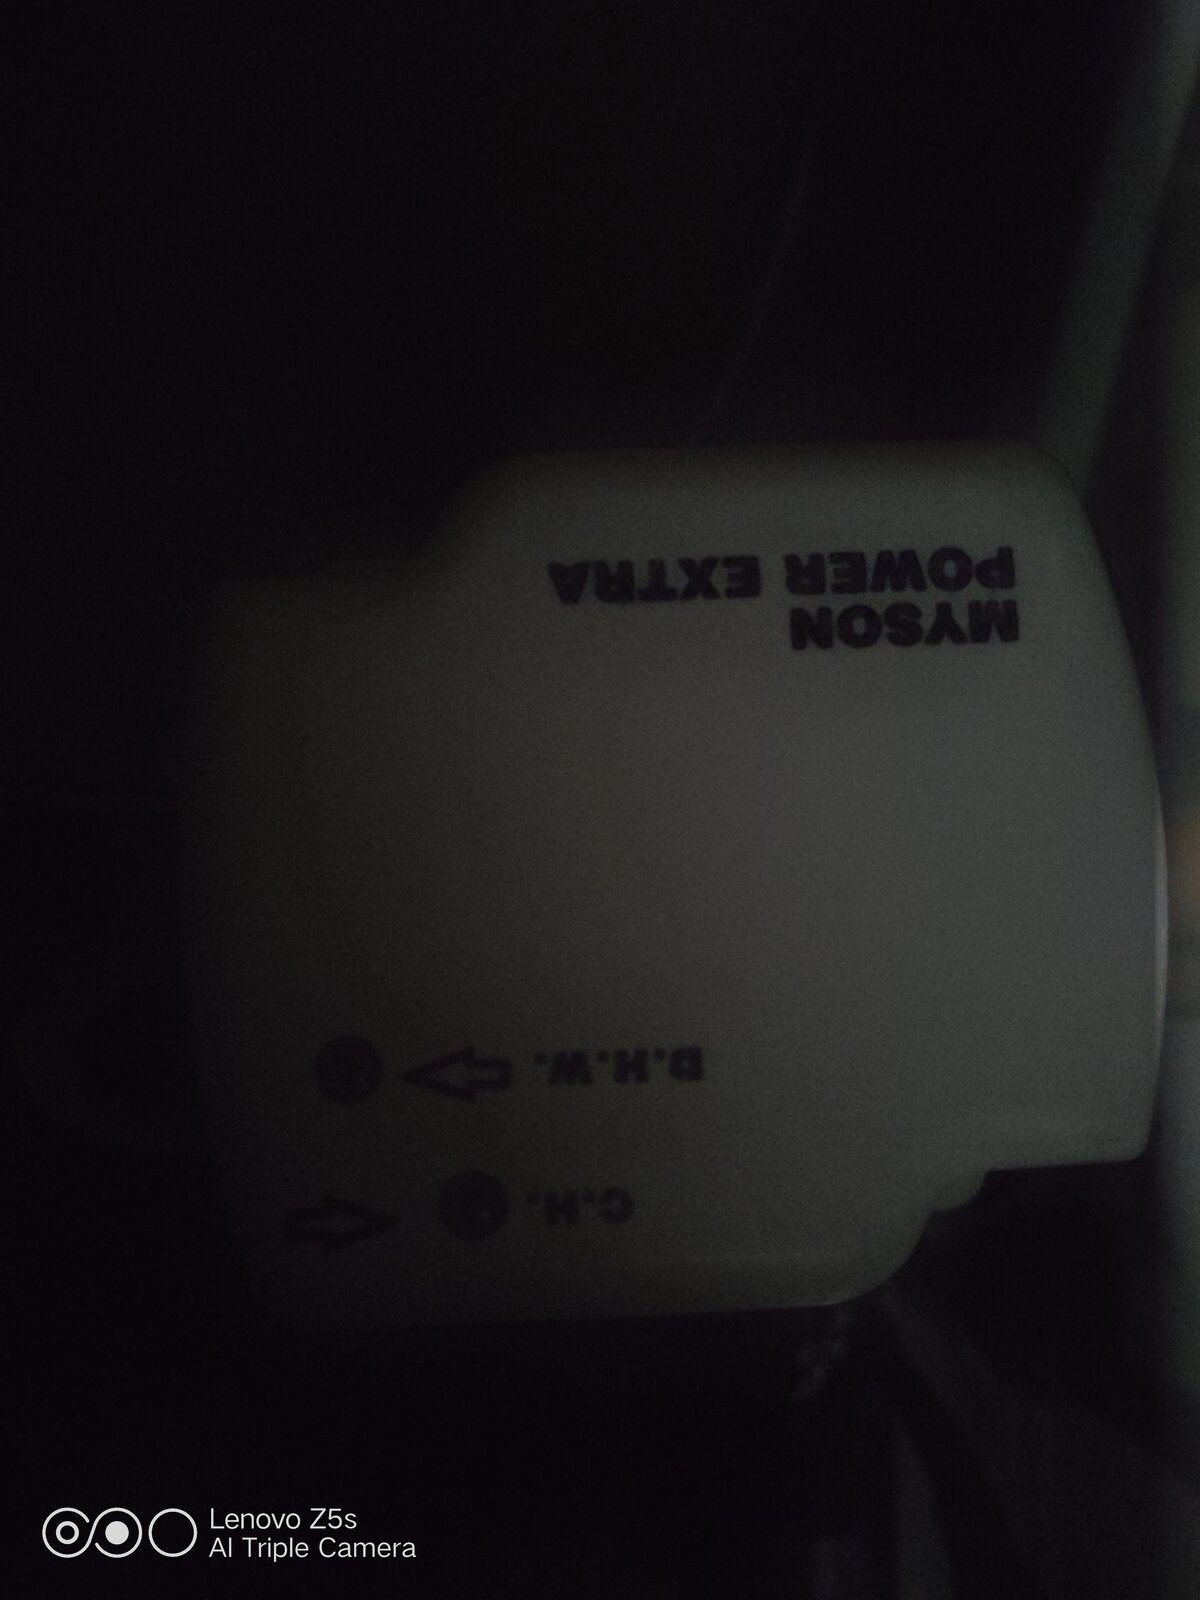 C.H.
D.H.W.
MYSON
POWER EXTRA
Lenovo Z5s
AI Triple Camera